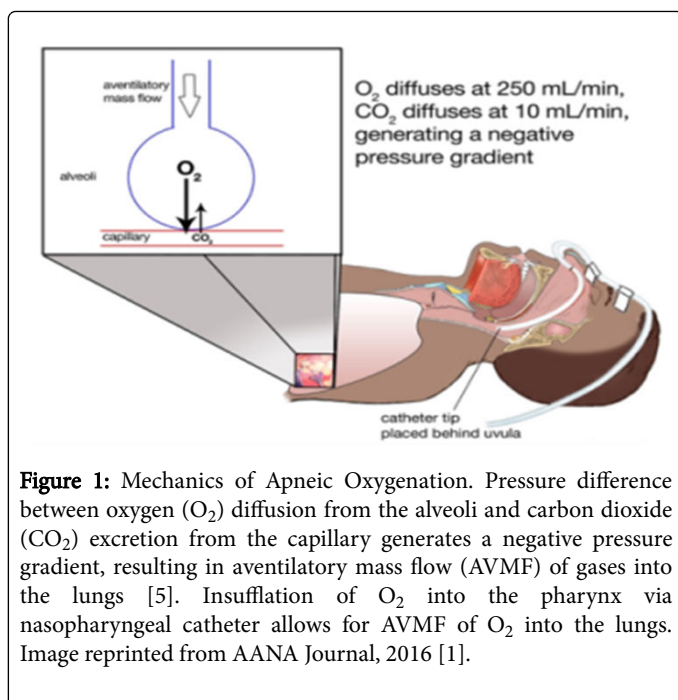 aventilatory
mass flow
O₂
alveoli
capillary
CO₂
O₂ diffuses at 250 mL/min,
CO₂ diffuses at 10 mL/min,
generating a negative
pressure gradient
catheter tip
placed behind uvula
Figure 1: Mechanics of Apneic Oxygenation. Pressure difference
between oxygen (O₂) diffusion from the alveoli and carbon dioxide
(CO₂) excretion from the capillary generates a negative pressure
gradient, resulting in aventilatory mass flow (AVMF) of gases into
the lungs [5]. Insufflation of O₂ into the pharynx via
nasopharyngeal catheter allows for AVMF of O₂ into the lungs.
Image reprinted from AANA Journal, 2016 [1].